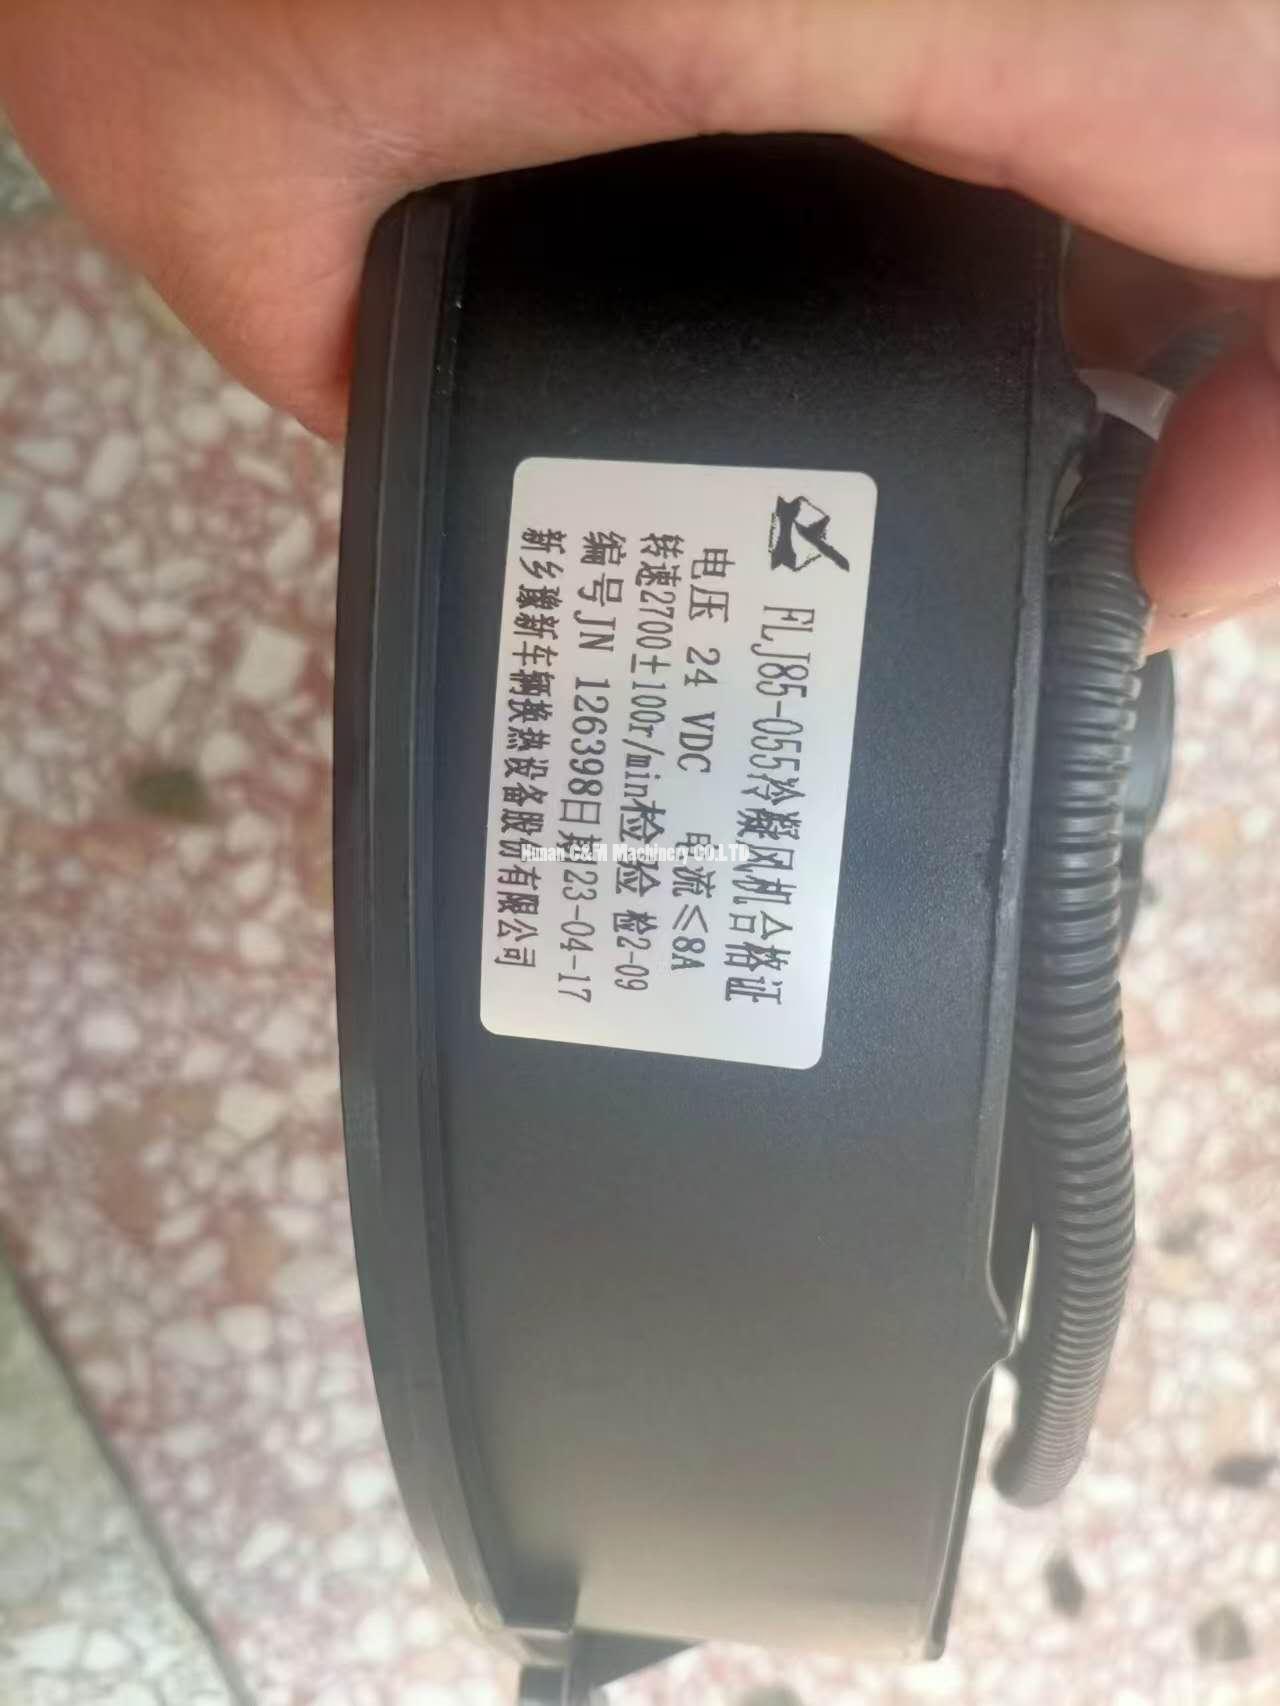 FLJ85-055冷凝风机合格证
电压 24 VDC 电流≤8A
转速2700±100r/min检验 检2-09
编号JN 126398日期23-04-17
新乡豫新车辆换热设备股份有限公司
Hunan C&M Machinery CO.LTD